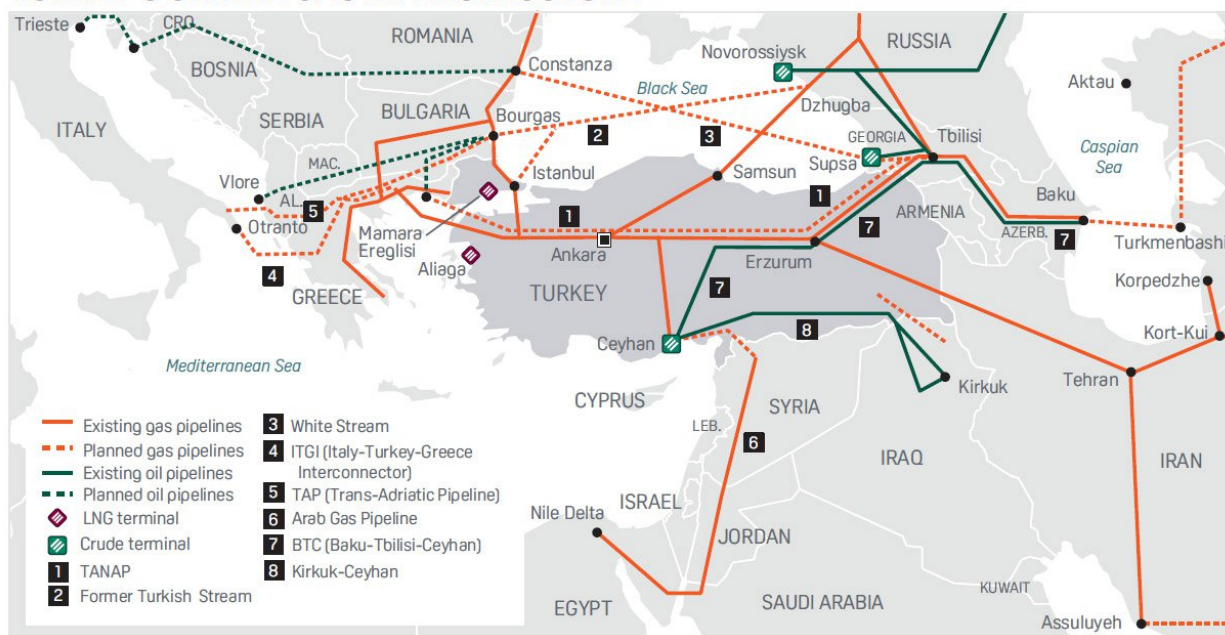 Trieste
CRO.
BOSNIA
ROMANIA
Constanza
Novorossiysk
RUSSIA
Black Sea
Dzhugba
Aktau
ITALY
SERBIA
BULGARIA
Bourgas
2
3
GEORGIA
Tbilisi
Caspian
Sea
MAC.
Vlore
AL.
Istanbul
Samsun
Supsa
Baku
5
Otranto
1
1
ARMENIA
AZERB.
7
Turkmenbashi
Mamara
Ereglisi
Ankara
Erzurum
7
Aliaga
4
GREECE
TURKEY
7
Korpedzhe
8
Kort-Kui
Ceyhan
Mediterranean Sea
Kirkuk
Tehran
CYPRUS
SYRIA
LEB.
6
IRAQ
IRAN
ISRAEL
Nile Delta
JORDAN
KUWAIT
EGYPT
SAUDI ARABIA
Assuluyeh
Existing gas pipelines
Planned gas pipelines
Existing oil pipelines
Planned oil pipelines
LNG terminal
Crude terminal
1 TANAP
2 Former Turkish Stream
3 White Stream
4 ITGI (Italy-Turkey-Greece
Interconnector)
5 TAP (Trans-Adriatic Pipeline)
6 Arab Gas Pipeline
7 BTC (Baku-Tbilisi-Ceyhan)
8 Kirkuk-Ceyhan